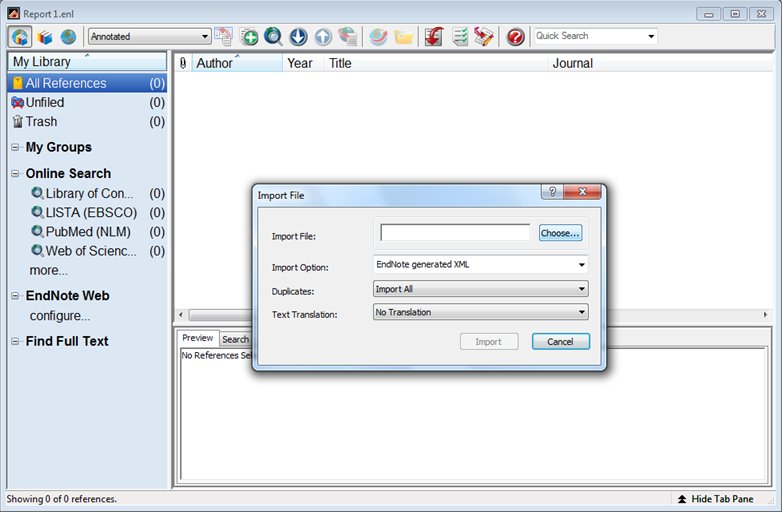 Report 1.enl
Annotated
Quick Search
My Library
All References (0)
Unfiled (0)
Trash (0)
My Groups
Online Search
Library of Con... (0)
LISTA (EBSCO) (0)
PubMed (NLM) (0)
Web of Scienc... (0)
more...
EndNote Web
configure...
Find Full Text
Author Year Title Journal
Import File
Import File:
Choose...
Import Option: EndNote generated XML
Duplicates: Import All
Text Translation: No Translation
Import Cancel
Preview Search
No References Sel
Showing 0 of 0 references.
Hide Tab Pane